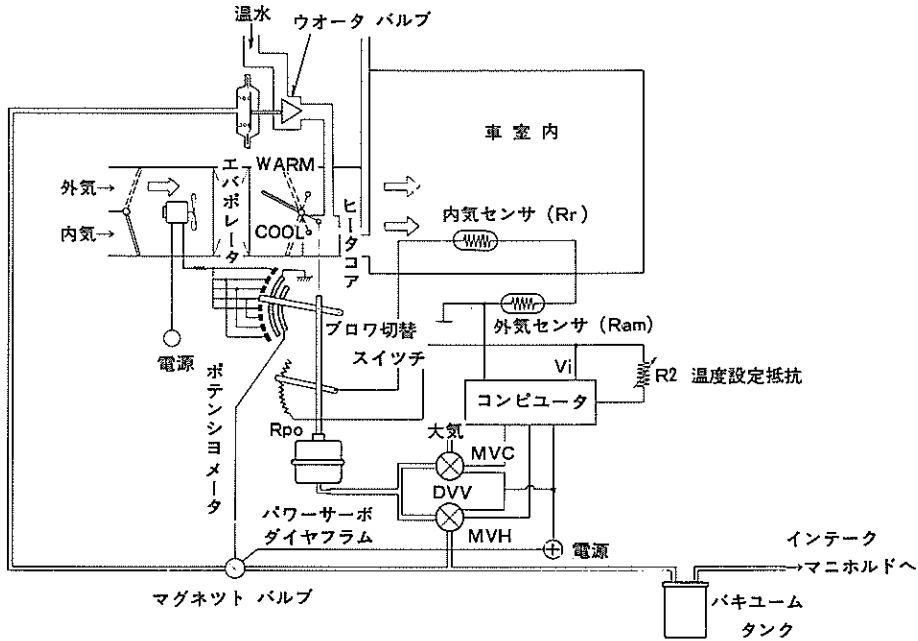 温水
ウオータ バルブ
車室内
エバポレータ
WARM
外気→
内気→
COOL
ヒータコア
内気センサ (Rr)
外気センサ (Ram)
ブロワ切替
スイッチ
電源
Vi
R2 温度設定抵抗
コンピユータ
ポテンシヨメータ
Rpo
大気
MVC
DVV
MVH
パワーサーボ
ダイヤフラム
電源
インテーク
マニホルドへ
マグネツト バルブ
バキユーム
タンク